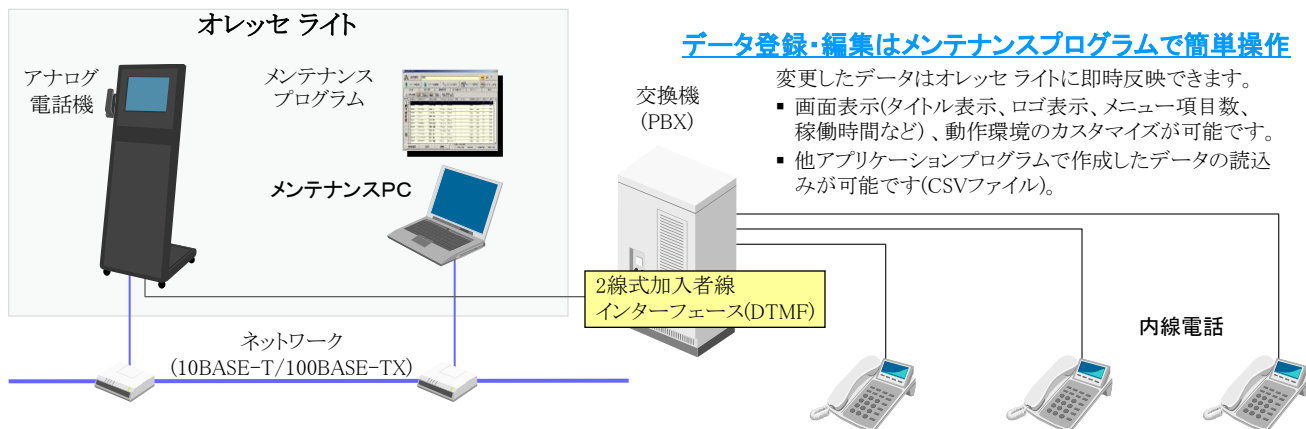 オレッセ ライト
アナログ
電話機
メンテナンス
プログラム
メンテナンスPC
ネットワーク
(10BASE-T/100BASE-TX)
交換機
(PBX)
2線式加入者線
インターフェース(DTMF)
データ登録・編集はメンテナンスプログラムで簡単操作
変更したデータはオレッセ ライトに即時反映できます。
▪ 画面表示(タイトル表示、ロゴ表示、メニュー項目数、
稼働時間など) 、動作環境のカスタマイズが可能です。
▪ 他アプリケーションプログラムで作成したデータの読込
みが可能です(CSVファイル)。
内線電話